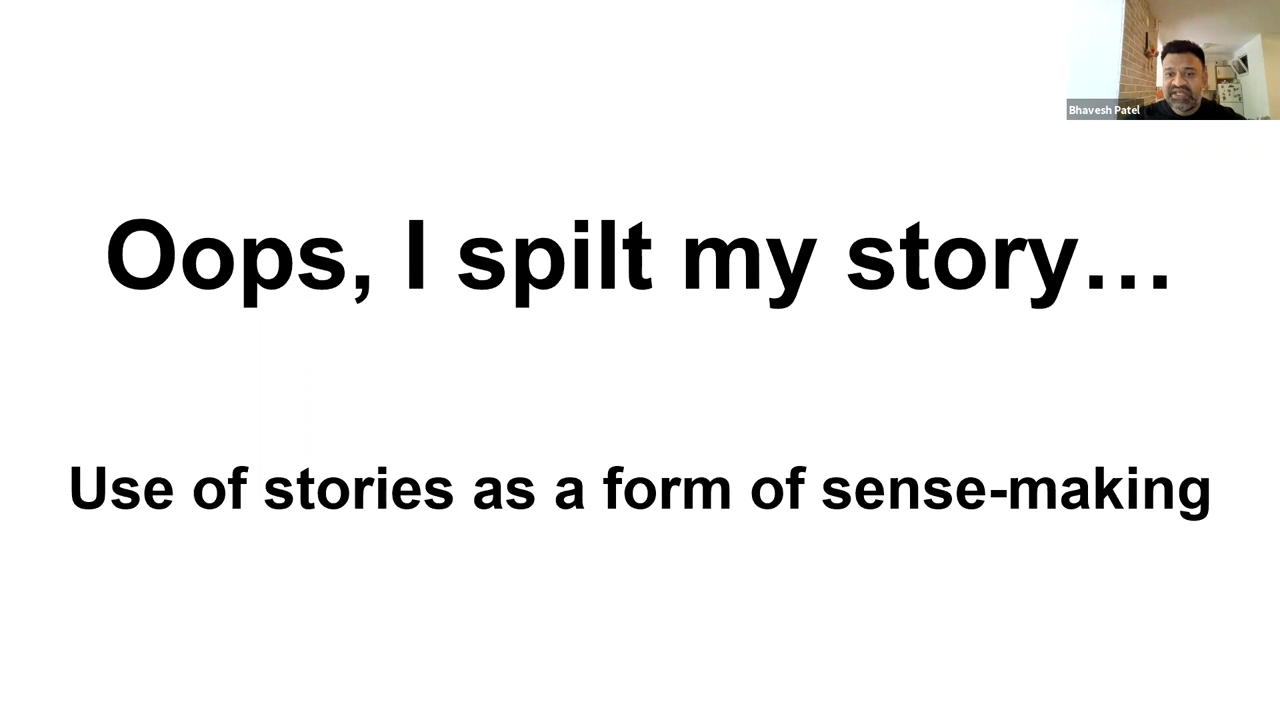 Bhavesh Patel
Oops, I spilt my story…
Use of stories as a form of sense-making